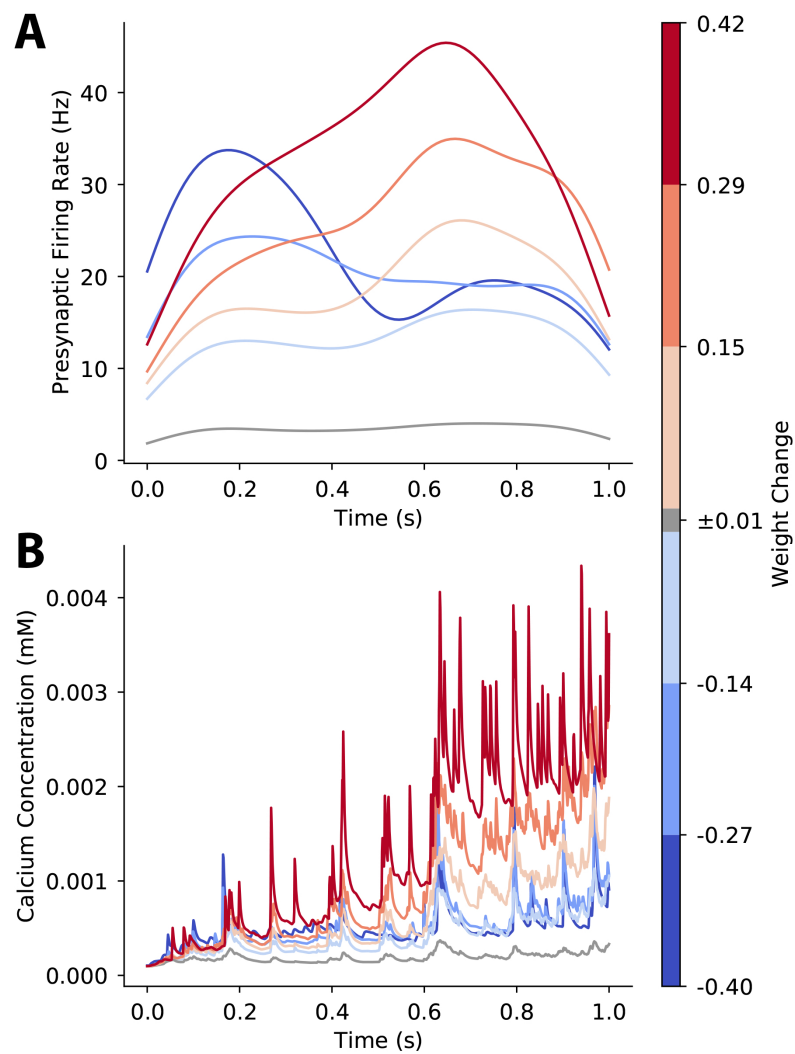 A
Presynaptic Firing Rate (Hz)
40
30
20
10
0
0.0 0.2 0.4 0.6 0.8 1.0
Time (s)
B
Calcium Concentration (mM)
0.004
0.003
0.002
0.001
0.000
0.0 0.2 0.4 0.6 0.8 1.0
Time (s)
0.42
0.29
0.15
±0.01
-0.14
-0.27
-0.40
Weight Change